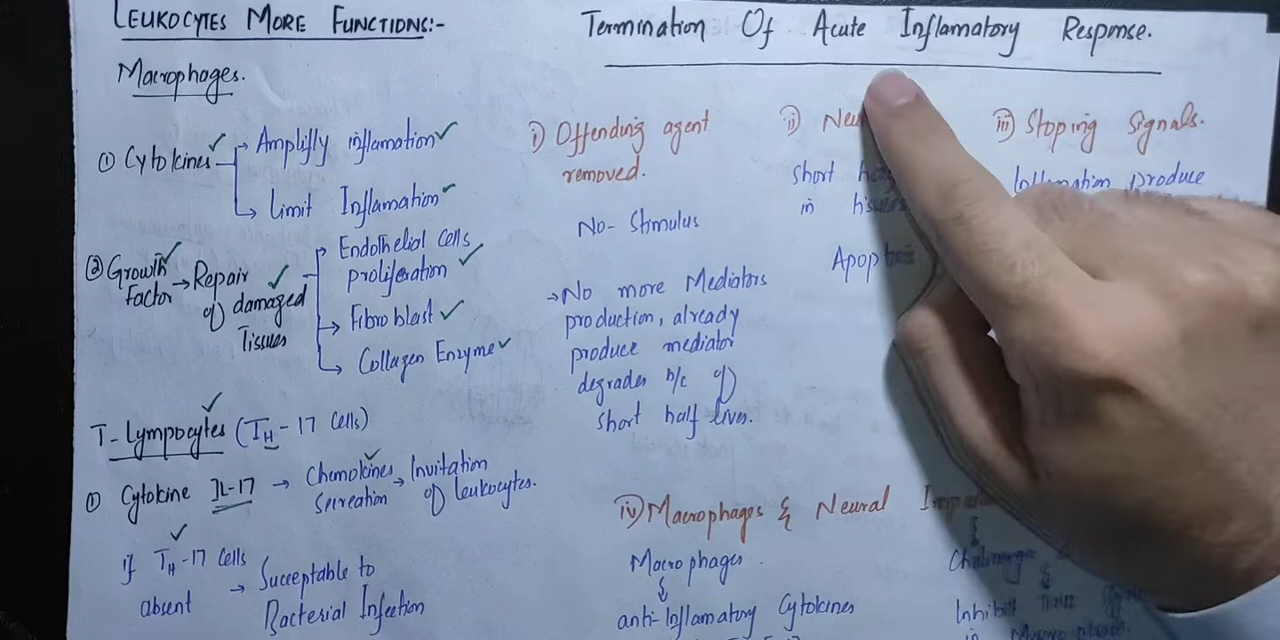 LEUKOCYTES MORE FUNCTIONS:-
Macrophages.
① Cytokines
Amplifly inflamation
Limit Inflamation
② Growth
Factor → Repair
of damaged
Tissues
Endothelial Cells
proliferation
Fibroblast
Collagen Enzyme
T-Lympocytes (TH-17 Cells)
① Cytokine IL-17 → Chemokines
Secreation → Invitation
of leukocytes.
if TH-17 Cells
absent → Succeptable to
Bacterial Infection
Termination Of Acute Inflamatory Response.
i) Offending agent
removed.
No-Stimulus
→ No more Mediators
production, already
produce mediator
degrades b/c of
short half lives.
ii)
short
in tissues
iii) Stoping Signals.
Inflamation produce
iv) Macrophages & Neural
Macrophages
↓
anti-Inflamatory Cytokines
Inhibit
in